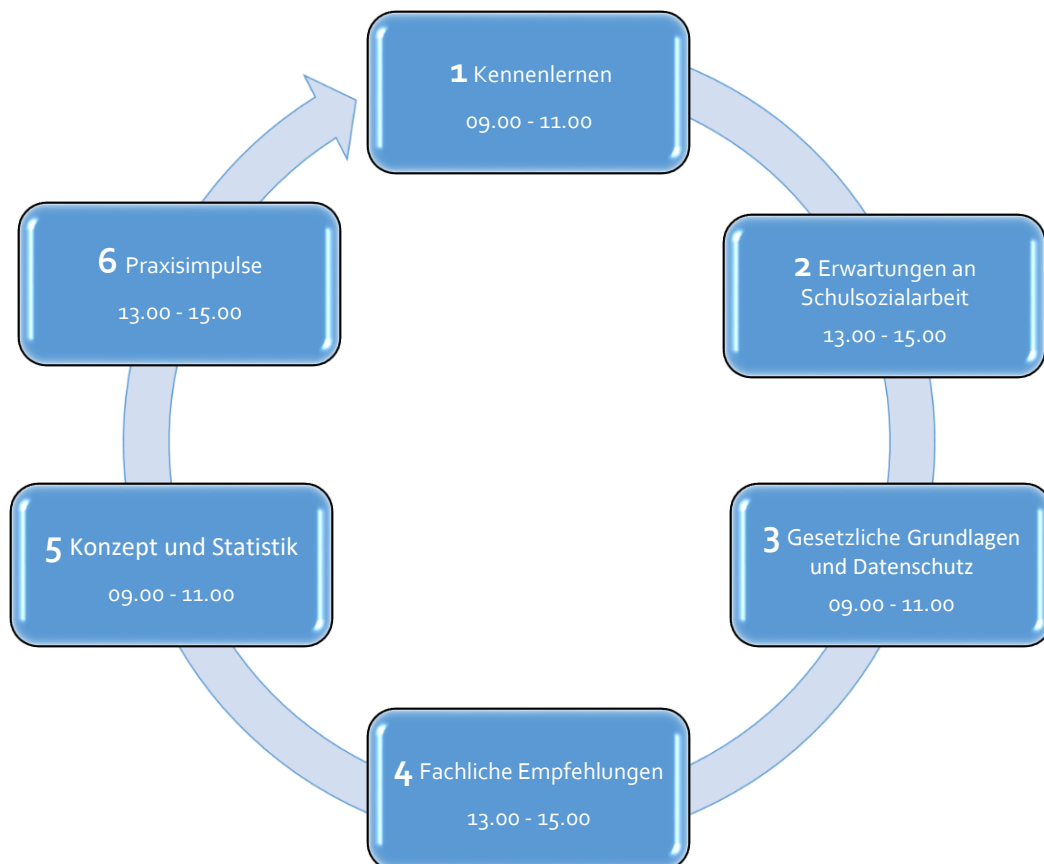 1 Kennenlernen
09.00 - 11.00
2 Erwartungen an
Schulsozialarbeit
13.00 - 15.00
3 Gesetzliche Grundlagen
und Datenschutz
09.00 - 11.00
4 Fachliche Empfehlungen
13.00 - 15.00
5 Konzept und Statistik
09.00 - 11.00
6 Praxisimpulse
13.00 - 15.00